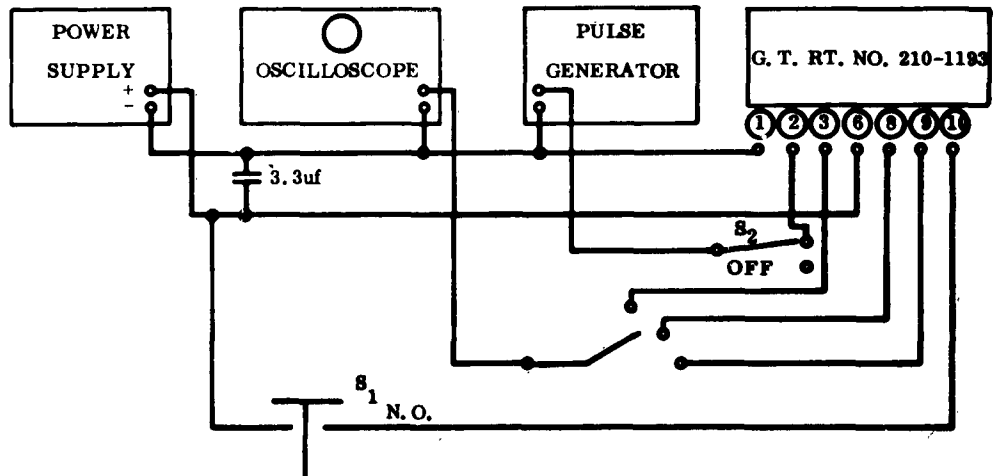 POWER
SUPPLY
+
-
OSCILLOSCOPE
PULSE
GENERATOR
G. T. RT. NO. 210-1193
1 2 3 6 8 9 10
3.3uf
S2
OFF
S1
N.O.